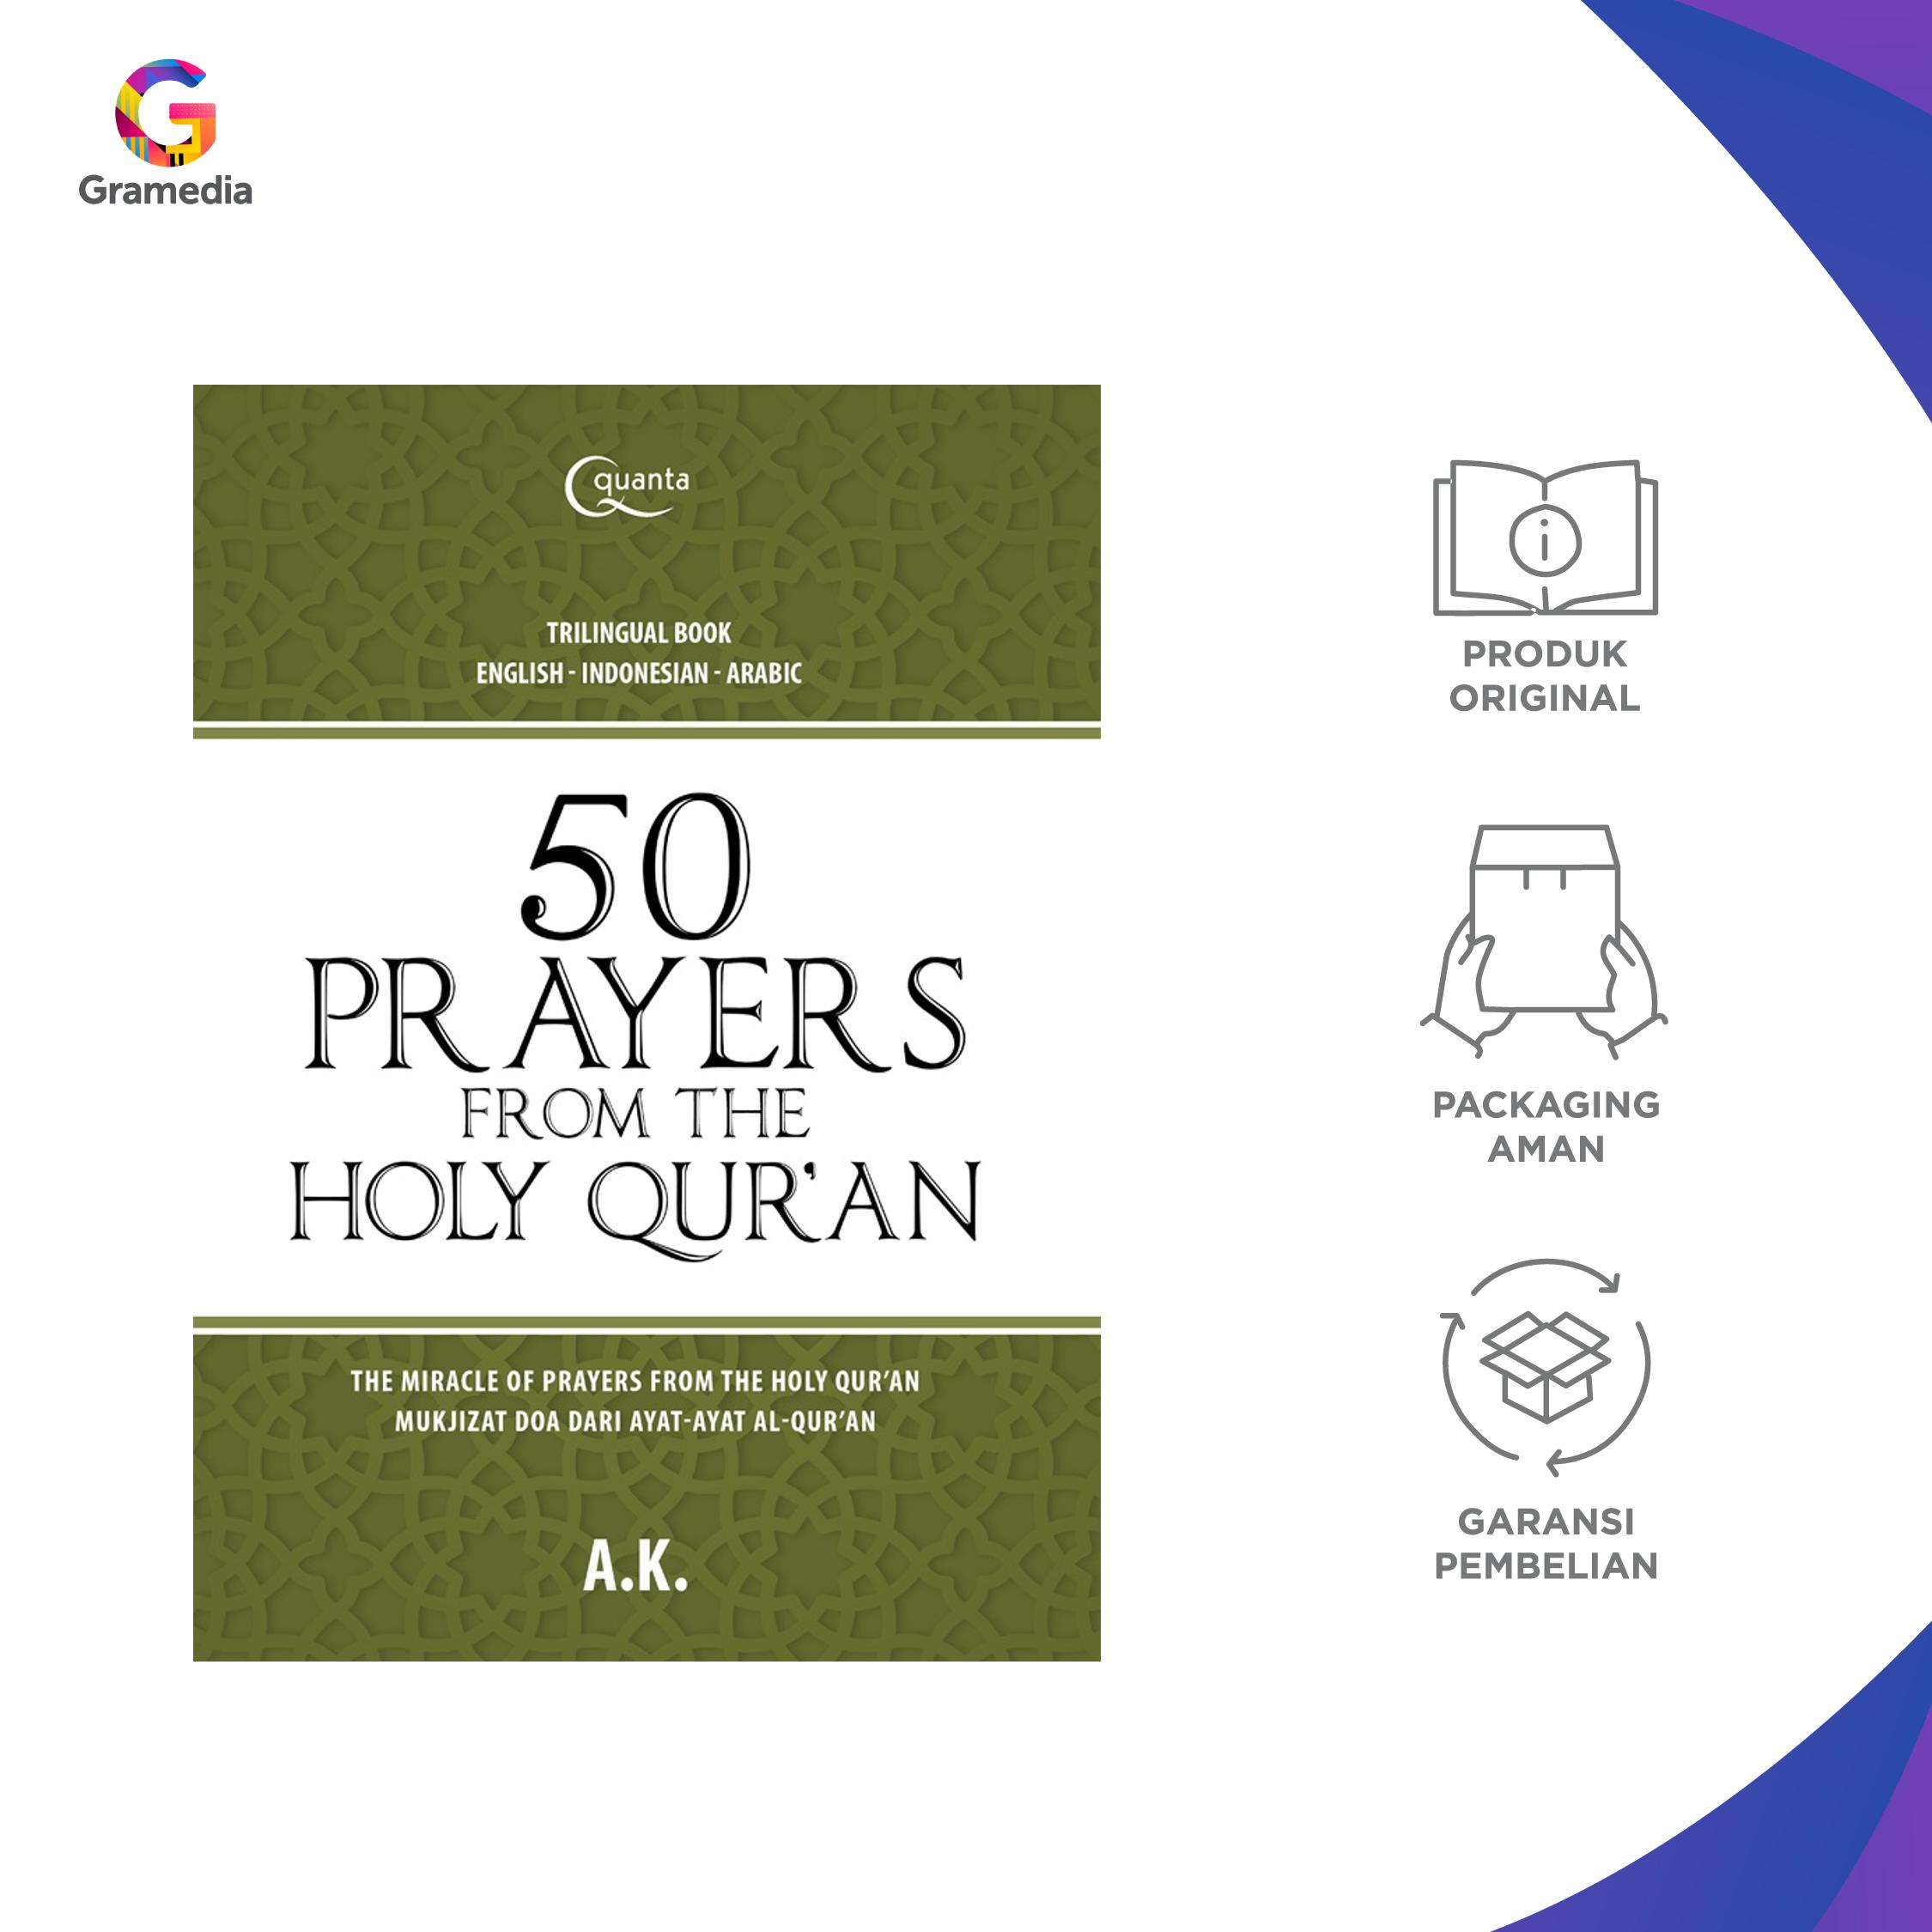 Gramedia
quanta
TRILINGUAL BOOK
ENGLISH - INDONESIAN - ARABIC
50
PRAYERS
FROM THE
HOLY QUR'AN
THE MIRACLE OF PRAYERS FROM THE HOLY QUR'AN
MUKJIZAT DOA DARI AYAT-AYAT AL-QUR'AN
A.K.
PRODUK
ORIGINAL
PACKAGING
AMAN
GARANSI
PEMBELIAN